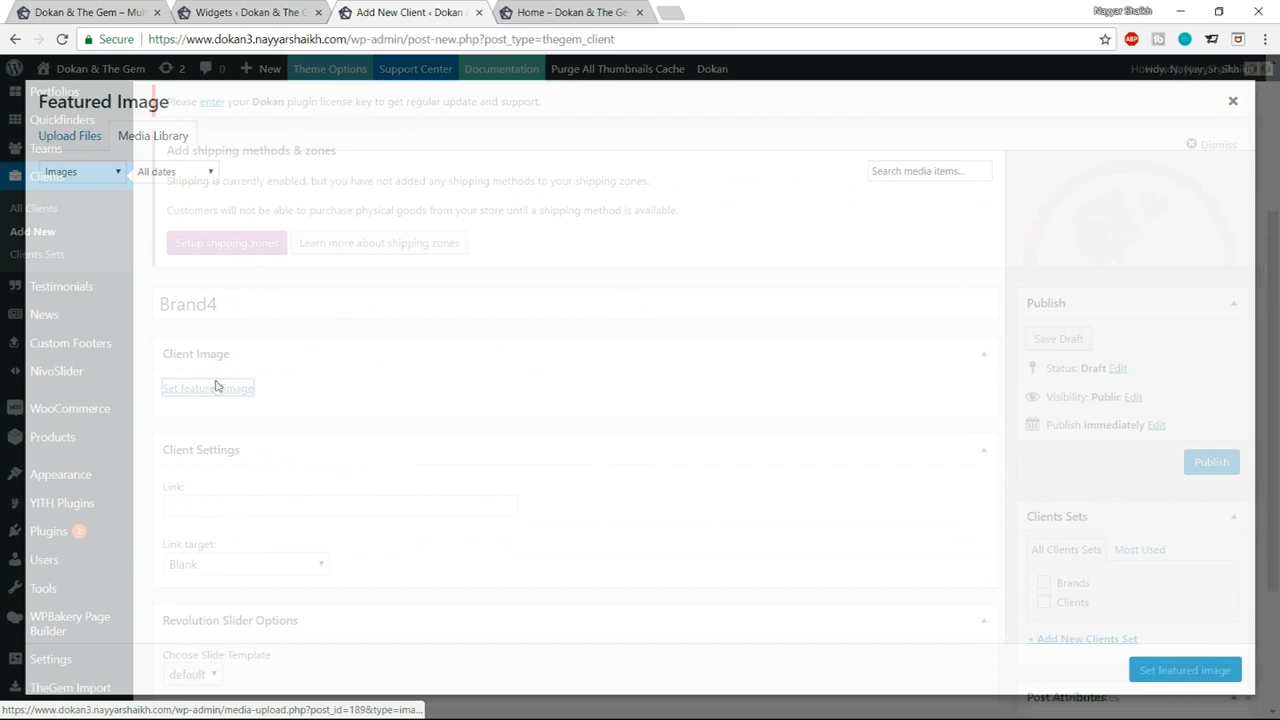 Dokan & The Gem – Mult
Widgets ‹ Dokan & The G
Add New Client ‹ Dokan
Home – Dokan & The Ge
Nayyar Shaikh
Secure
https://www.dokan3.nayyarshaikh.com/wp-admin/post-new.php?post_type=thegem_client
Dokan & The Gem
2
0
New
Theme Options
Support Center
Documentation
Purge All Thumbnails Cache
Dokan
Portfolios
Featured Image
Please enter your Dokan plugin license key to get regular update and support.
Quickfinders
Upload Files
Media Library
Teams
Add shipping methods & zones
Dismiss
Images
All dates
Search media items...
Clients
Shipping is currently enabled, but you have not added any shipping methods to your shipping zones.
All Clients
Customers will not be able to purchase physical goods from your store until a shipping method is available.
Add New
Setup shipping zones
Learn more about shipping zones
Clients Sets
Testimonials
Brand4
Publish
News
Save Draft
Custom Footers
Client Image
Status: Draft Edit
NivoSlider
Set featured image
Visibility: Public Edit
WooCommerce
Publish immediately Edit
Products
Client Settings
Publish
Appearance
Link:
YITH Plugins
Clients Sets
Plugins 2
Link target:
All Clients Sets
Most Used
Users
Blank
Brands
Tools
Clients
WPBakery Page
Builder
Revolution Slider Options
+ Add New Clients Set
Settings
Choose Slide Template
default
Set featured image
TheGem Import
Post Attributes
https://www.dokan3.nayyarshaikh.com/wp-admin/media-upload.php?post_id=189&type=ima...